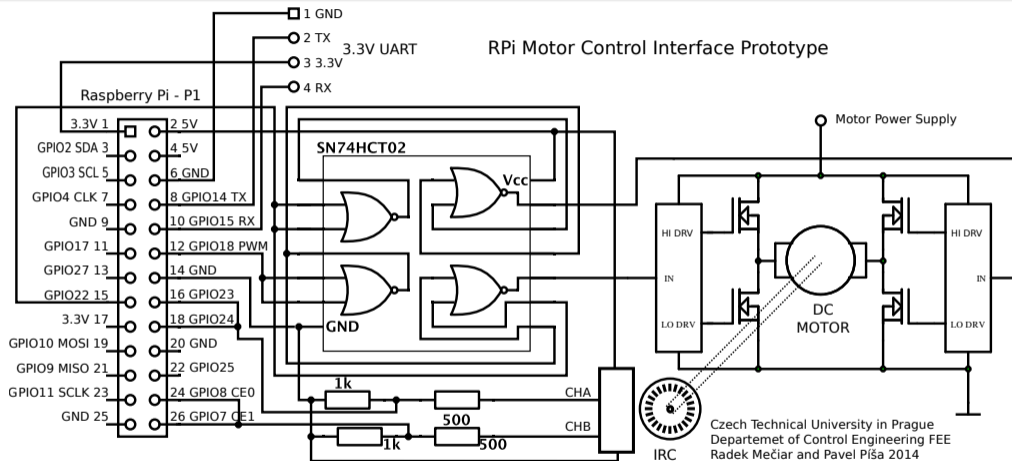 1 GND
2 TX
3 3.3V
4 RX
3.3V UART
RPi Motor Control Interface Prototype
Raspberry Pi - P1
3.3V 1
2 5V
GPIO2 SDA 3
4 5V
GPIO3 SCL 5
6 GND
GPIO4 CLK 7
8 GPIO14 TX
GND 9
10 GPIO15 RX
GPIO17 11
12 GPIO18 PWM
GPIO27 13
14 GND
GPIO22 15
16 GPIO23
3.3V 17
18 GPIO24
GPIO10 MOSI 19
20 GND
GPIO9 MISO 21
22 GPIO25
GPIO11 SCLK 23
24 GPIO8 CE0
GND 25
26 GPIO7 CE1
SN74HCT02
Vcc
GND
Motor Power Supply
HI DRV
IN
LO DRV
HI DRV
IN
LO DRV
DC
MOTOR
1k
500
CHA
1k
500
CHB
IRC
Czech Technical University in Prague
Departemet of Control Engineering FEE
Radek Mečiar and Pavel Píša 2014